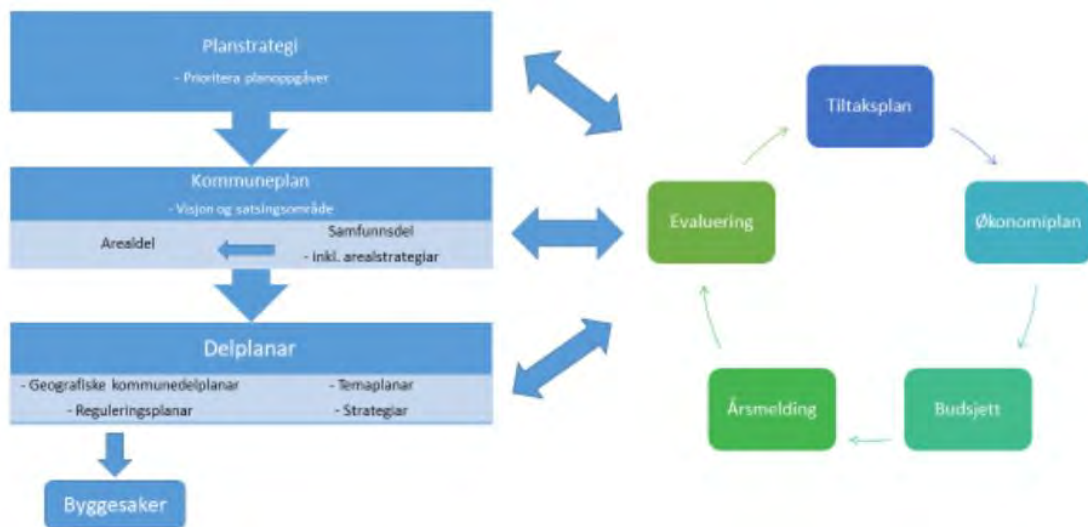 Planstrategi
- Prioritera planoppgåver
Kommuneplan
- Visjon og satsingsområde
Arealdel
Samfunnsdel
- inkl. arealstrategiar
Delplanar
- Geografiske kommunedelplanar
- Temaplanar
- Reguleringsplanar
- Strategiar
Byggesaker
Tiltaksplan
Økonomiplan
Budsjett
Årsmelding
Evaluering